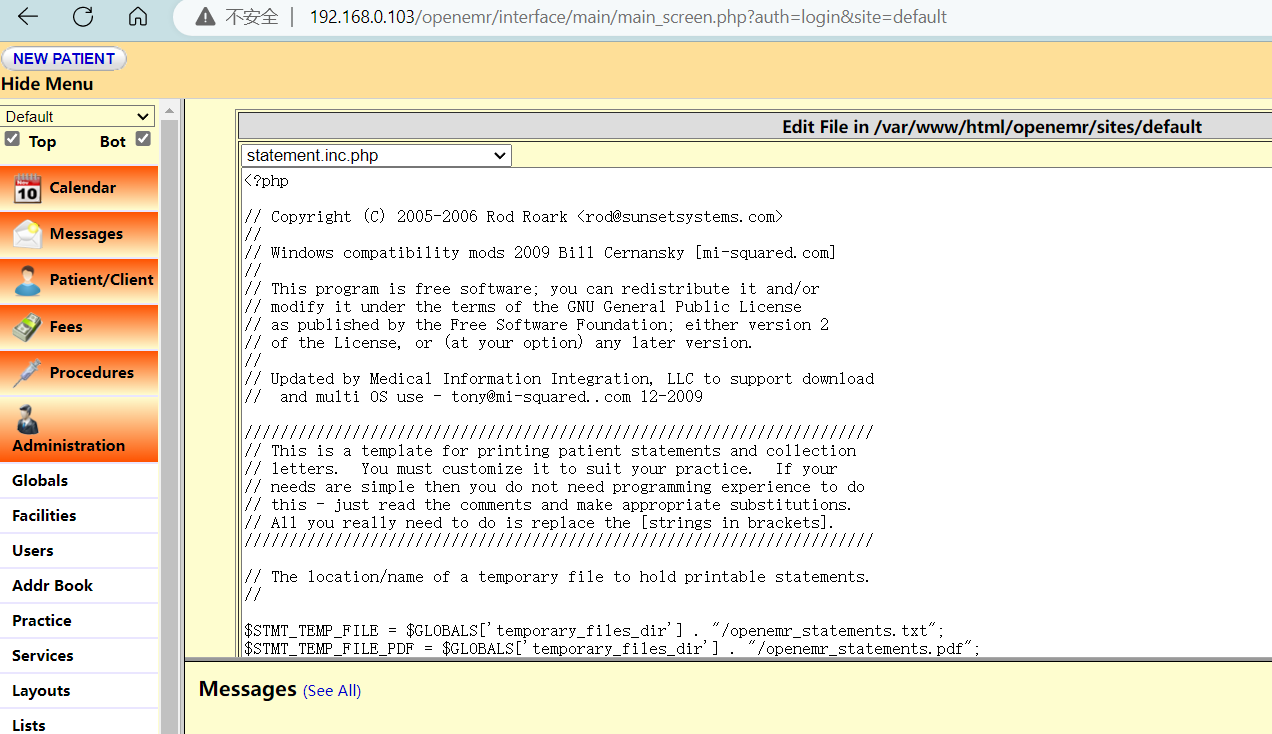 不安全 | 192.168.0.103/openemr/interface/main/main_screen.php?auth=login&site=default
NEW PATIENT
Hide Menu
Default
Top Bot
Calendar
Messages
Patient/Client
Fees
Procedures
Administration
Globals
Facilities
Users
Addr Book
Practice
Services
Layouts
Lists
Edit File in /var/www/html/openemr/sites/default
statement.inc.php
<?php
// Copyright (C) 2005-2006 Rod Roark <rod@sunsetsystems.com>
//
// Windows compatibility mods 2009 Bill Cernansky [mi-squared.com]
//
// This program is free software; you can redistribute it and/or
// modify it under the terms of the GNU General Public License
// as published by the Free Software Foundation; either version 2
// of the License, or (at your option) any later version.
//
// Updated by Medical Information Integration, LLC to support download
//  and multi OS use - tony@mi-squared..com 12-2009
//////////////////////////////////////////////////////////////////////
// This is a template for printing patient statements and collection
// letters.  You must customize it to suit your practice.  If your
// needs are simple then you do not need programming experience to do
// this - just read the comments and make appropriate substitutions.
// All you really need to do is replace the [strings in brackets].
//////////////////////////////////////////////////////////////////////
// The location/name of a temporary file to hold printable statements.
//
$STMT_TEMP_FILE = $GLOBALS['temporary_files_dir'] . "/openemr_statements.txt";
$STMT_TEMP_FILE_PDF = $GLOBALS['temporary_files_dir'] . "/openemr_statements.pdf";
Messages (See All)